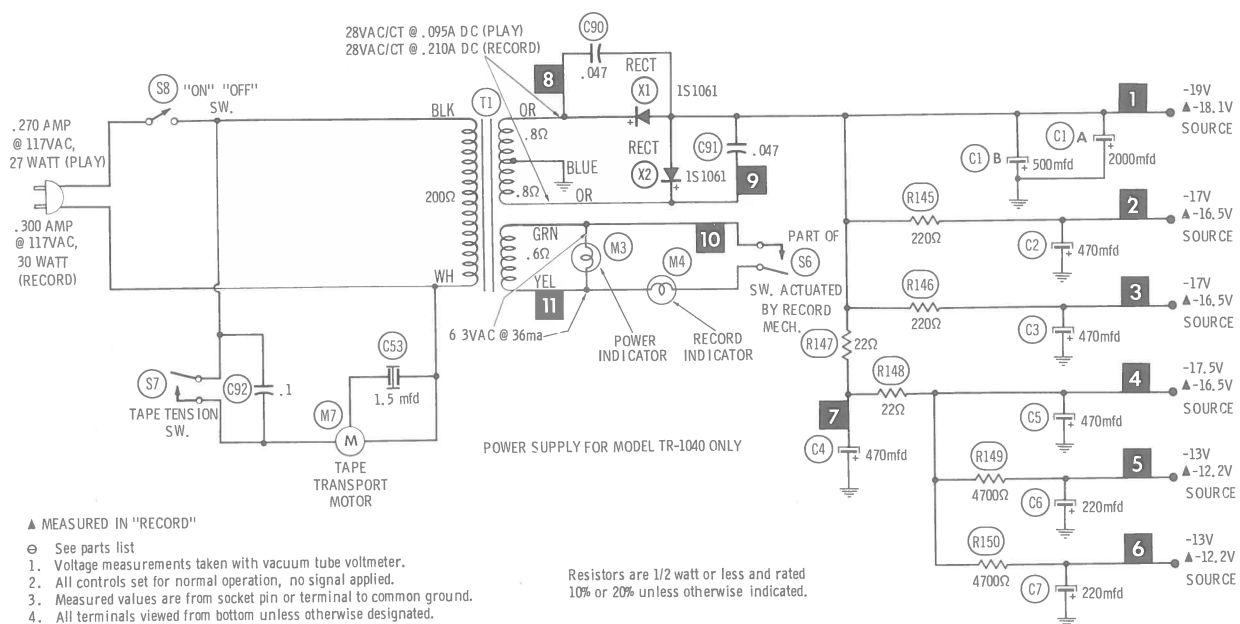 28VAC/CT @ .095A DC (PLAY)
28VAC/CT @ .210A DC (RECORD)
C90
.047
RECT
8
X1
1S1061
S8
"ON" "OFF"
SW.
BLK
T1
OR
.8Ω
BLUE
.8Ω
OR
RECT
X2
1S1061
C91
.047
9
1
-19V
▲-18.1V
SOURCE
C1
A
2000mfd
C1
B
500mfd
.270 AMP
@ 117VAC,
27 WATT (PLAY)
.300 AMP
@117VAC,
30 WATT
(RECORD)
200Ω
WH
GRN
.6Ω
YEL
11
10
M3
M4
PART OF
S6
SW. ACTUATED
BY RECORD
MECH.
6 3VAC @ 36ma
POWER
INDICATOR
RECORD
INDICATOR
R145
220Ω
2
-17V
▲-16.5V
SOURCE
C2
470mfd
R146
220Ω
3
-17V
▲-16.5V
SOURCE
C3
470mfd
R147
22Ω
R148
22Ω
4
-17.5V
▲-16.5V
SOURCE
C5
470mfd
7
C4
470mfd
R149
4700Ω
5
-13V
▲-12.2V
SOURCE
C6
220mfd
R150
4700Ω
6
-13V
▲-12.2V
SOURCE
C7
220mfd
S7
TAPE TENSION
SW.
C92
.1
C53
1.5 mfd
M7
M
TAPE
TRANSPORT
MOTOR
POWER SUPPLY FOR MODEL TR-1040 ONLY
▲ MEASURED IN "RECORD"
⊖ See parts list
1. Voltage measurements taken with vacuum tube voltmeter.
2. All controls set for normal operation, no signal applied.
3. Measured values are from socket pin or terminal to common ground.
4. All terminals viewed from bottom unless otherwise designated.
Resistors are 1/2 watt or less and rated
10% or 20% unless otherwise indicated.